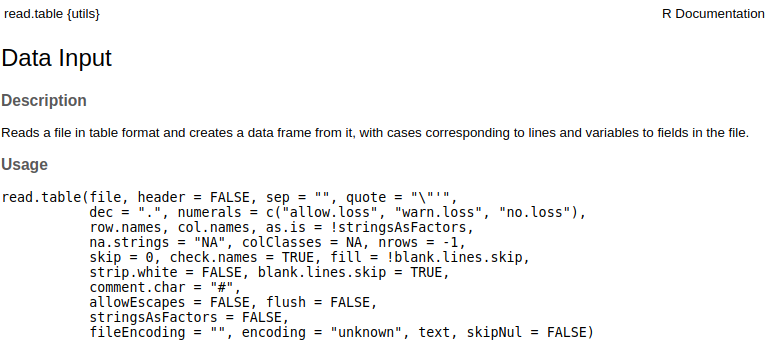 read.table {utils}
R Documentation
Data Input
Description
Reads a file in table format and creates a data frame from it, with cases corresponding to lines and variables to fields in the file.
Usage
read.table(file, header = FALSE, sep = "", quote = "\"'",
           dec = ".", numerals = c("allow.loss", "warn.loss", "no.loss"),
           row.names, col.names, as.is = !stringsAsFactors,
           na.strings = "NA", colClasses = NA, nrows = -1,
           skip = 0, check.names = TRUE, fill = !blank.lines.skip,
           strip.white = FALSE, blank.lines.skip = TRUE,
           comment.char = "#",
           allowEscapes = FALSE, flush = FALSE,
           stringsAsFactors = FALSE,
           fileEncoding = "", encoding = "unknown", text, skipNul = FALSE)